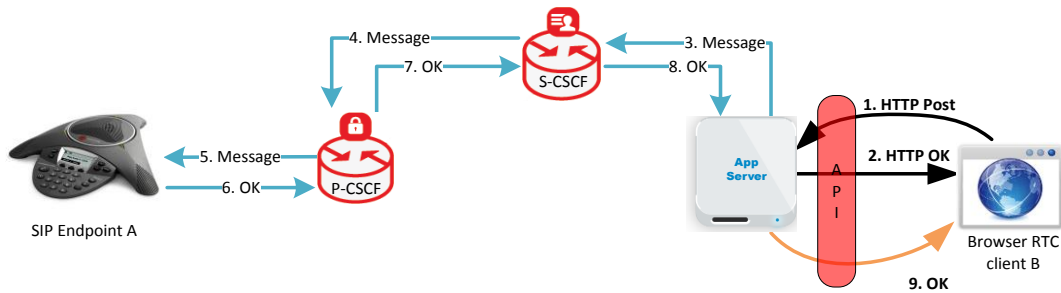 4. Message
3. Message
7. OK
S-CSCF
8. OK
1. HTTP Post
5. Message
2. HTTP OK
App
Server
A
P
I
6. OK
P-CSCF
SIP Endpoint A
Browser RTC
client B
9. OK